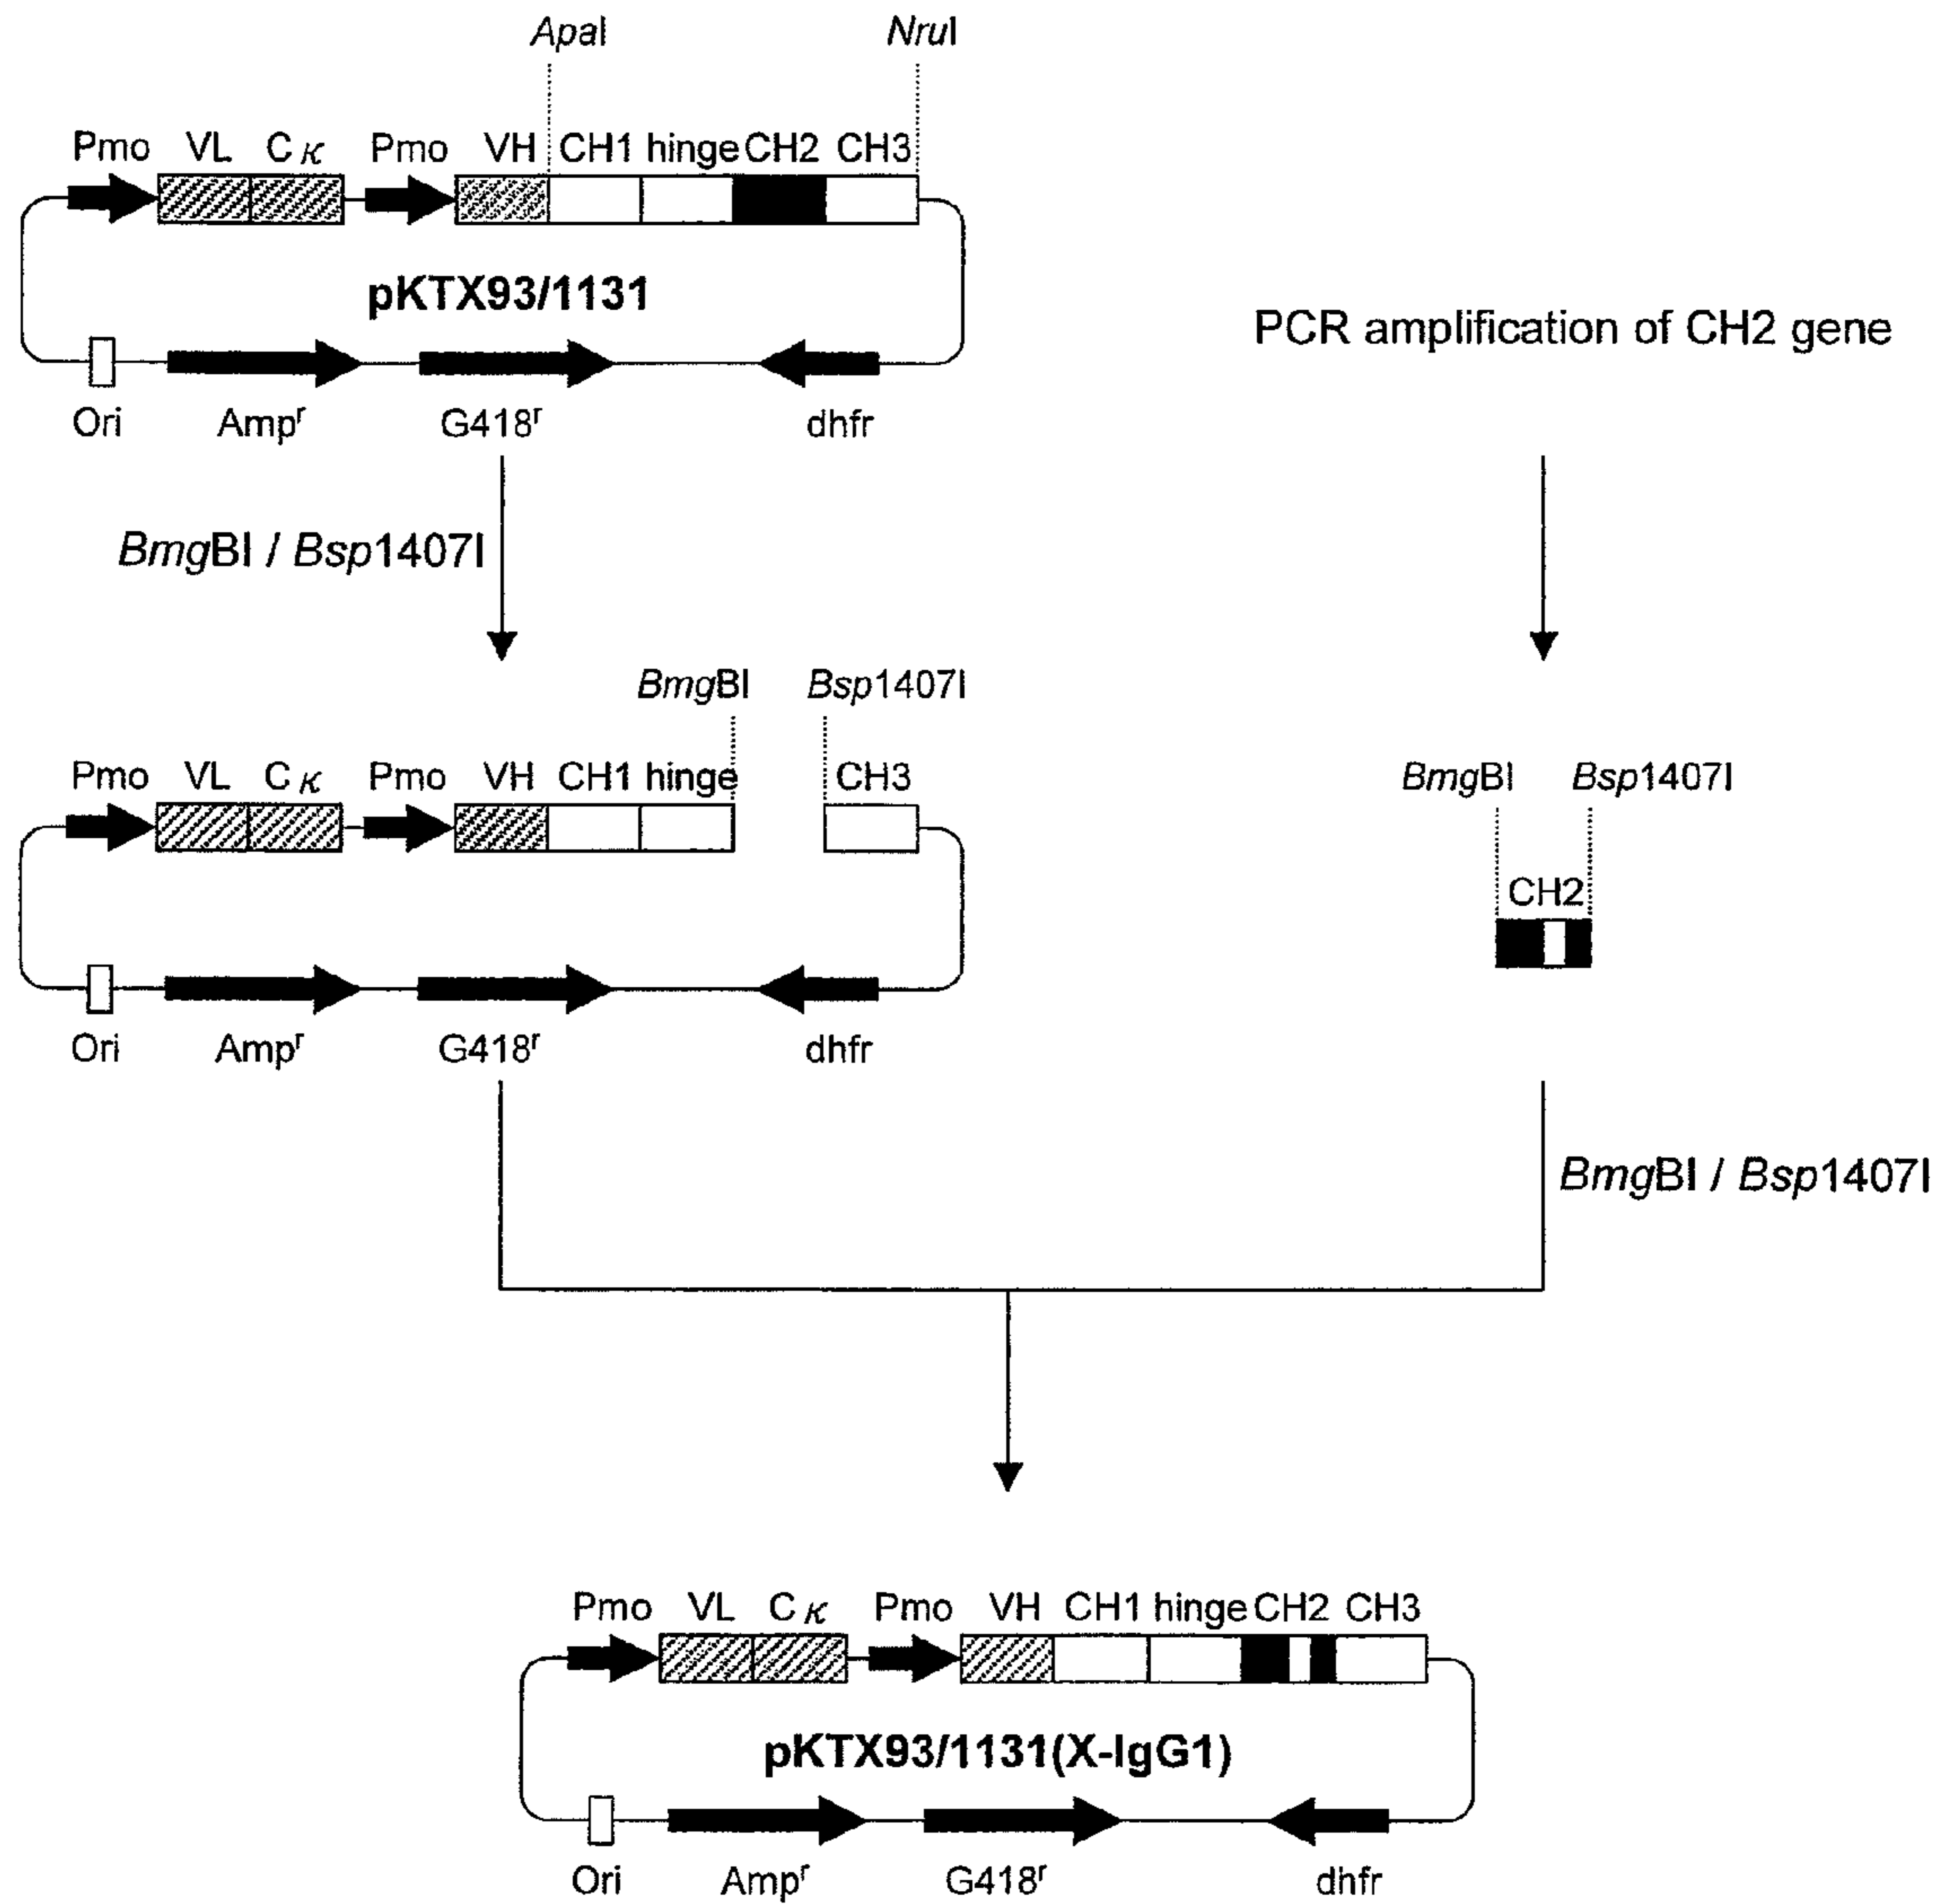 ApaI NruI
Pmo VL Cκ Pmo VH CH1 hinge CH2 CH3
pKTX93/1131
PCR amplification of CH2 gene
Ori Ampʳ G418ʳ dhfr
BmgBI / Bsp1407I
BmgBI Bsp1407I
Pmo VL Cκ Pmo VH CH1 hinge CH3
BmgBI Bsp1407I
CH2
Ori Ampʳ G418ʳ dhfr
BmgBI / Bsp1407I
Pmo VL Cκ Pmo VH CH1 hinge CH2 CH3
pKTX93/1131(X-IgG1)
Ori Ampʳ G418ʳ dhfr